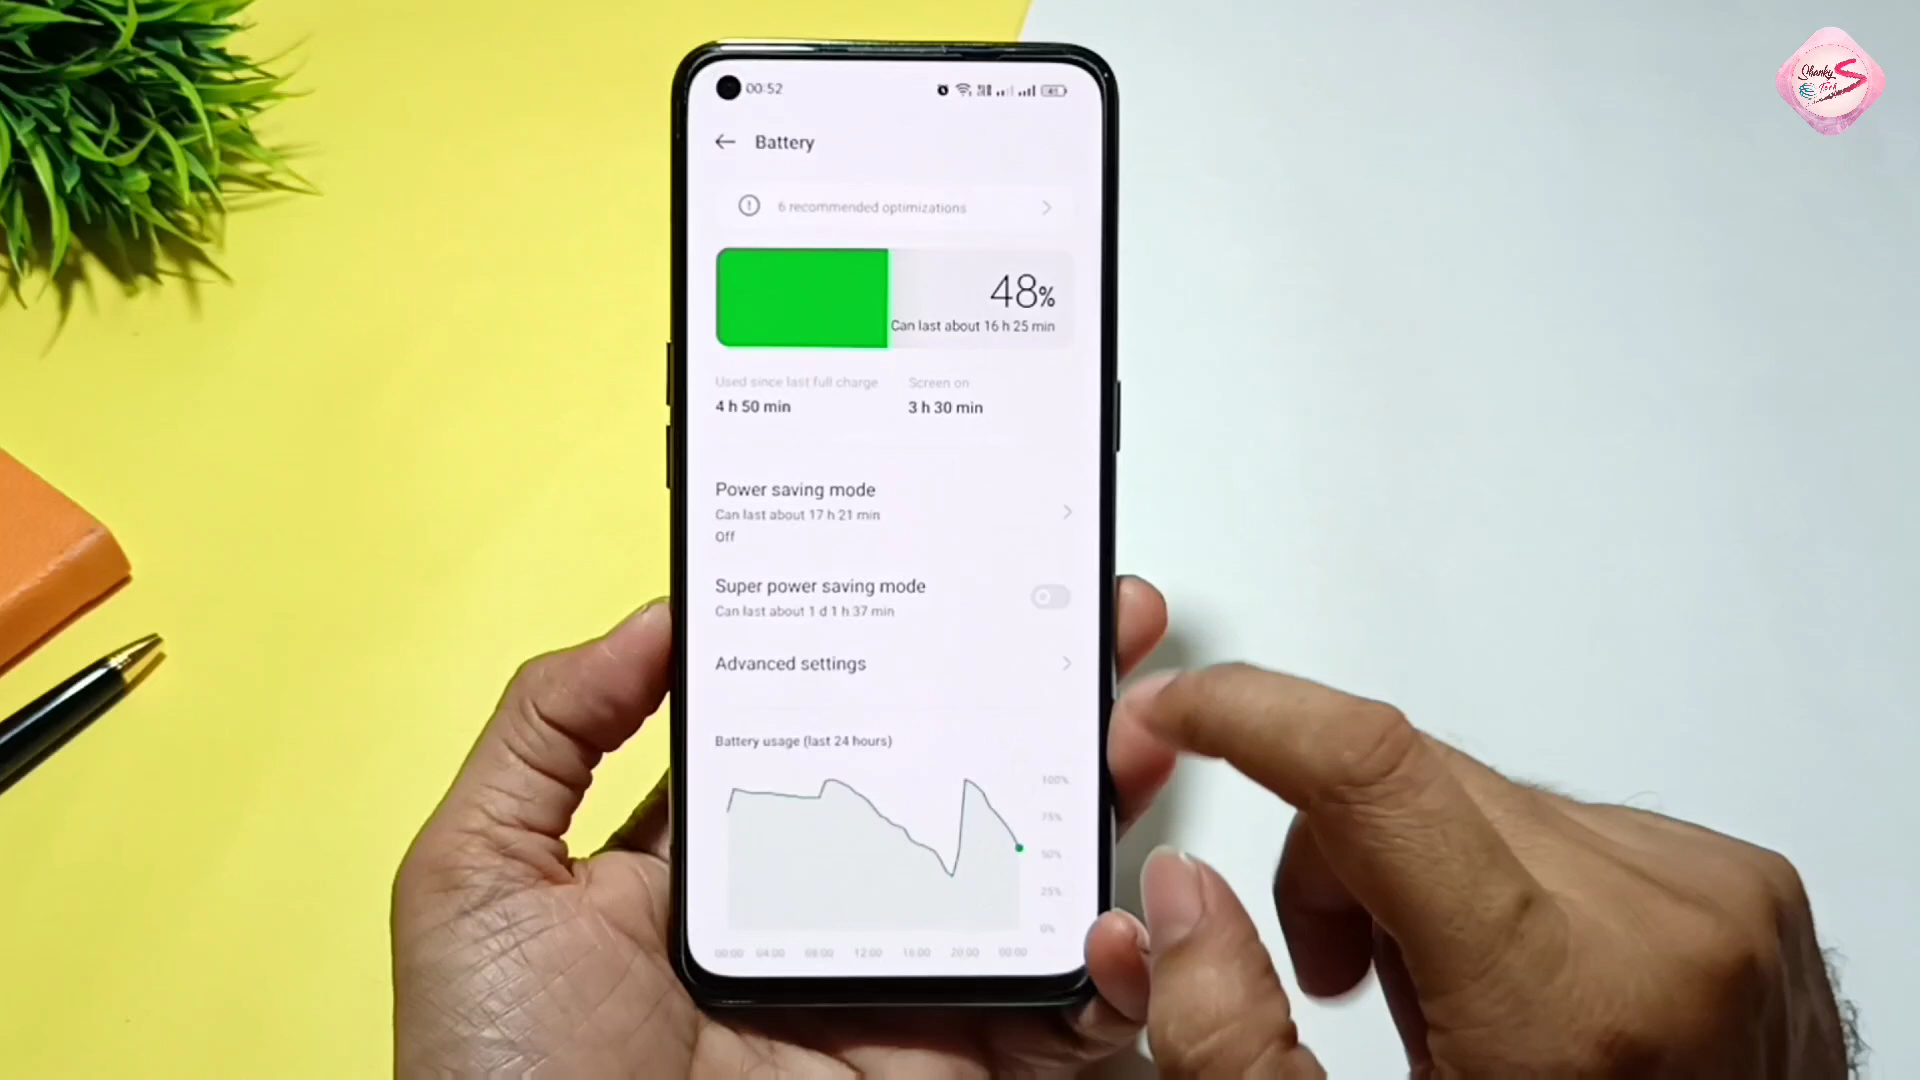 Shanky
Tech
00:52
Battery
6 recommended optimizations
48%
Can last about 16 h 25 min
Used since last full charge
Screen on
4 h 50 min
3 h 30 min
Power saving mode
Can last about 17 h 21 min
Off
Super power saving mode
Can last about 1 d 1 h 37 min
Advanced settings
Battery usage (last 24 hours)
100%
75%
50%
25%
0%
00:00 04:00 08:00 12:00 16:00 20:00 00:00